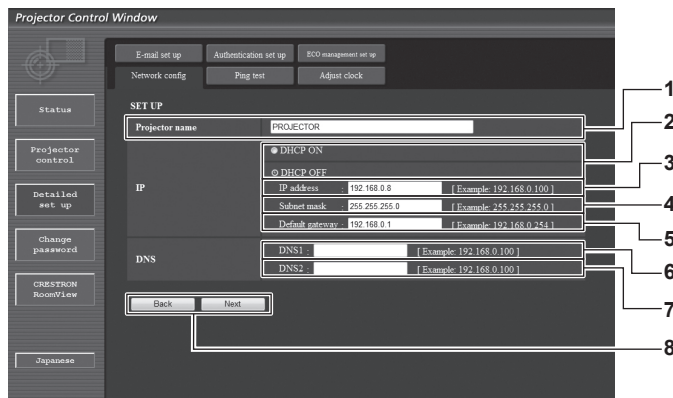 Projector Control Window
E-mail set up Authentication set up ECO management set up
Network config Ping test Adjust clock
Status
Projector control
Detailed set up
Change password
CRESTRON RoomView
Japanese
SET UP
Projector name PROJECTOR
IP
DHCP ON
DHCP OFF
IP address : 192.168.0.8 [ Example: 192.168.0.100 ]
Subnet mask : 255.255.255.0 [ Example: 255.255.255.0 ]
Default gateway : 192.168.0.1 [ Example: 192.168.0.254 ]
DNS
DNS1 : [ Example: 192.168.0.100 ]
DNS2 : [ Example: 192.168.0.100 ]
Back Next
1
2
3
4
5
6
7
8